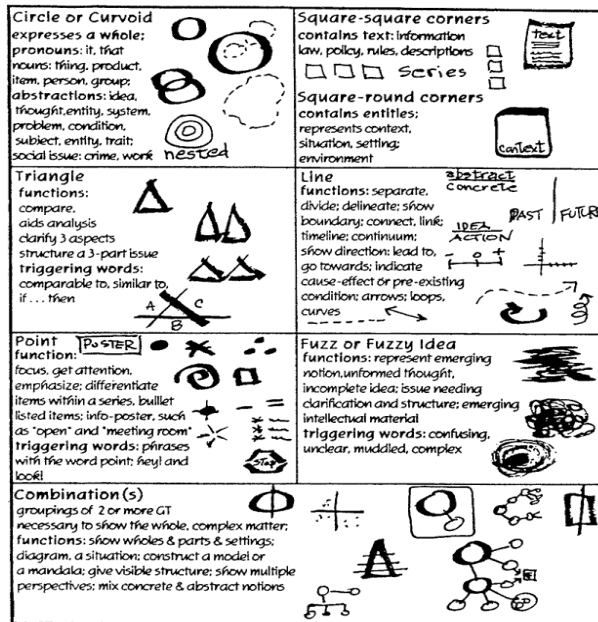 Circle or Curvoid
expresses a whole;
pronouns: it, that
nouns: thing, product,
item, person, group;
abstractions: idea,
thought,entity, system,
problem, condition,
subject, entity, trait;
social issue: crime, work
nested
Square-square corners
contains text: information
law, policy, rules, descriptions
series
text
Square-round corners
contains entities;
represents context,
situation, setting;
environment
context
Triangle
functions:
compare,
aids analysis
clarify 3 aspects
structure a 3-part issue
triggering words:
comparable to, similar to,
if . . . then
A
C
B
Line
functions: separate,
divide; delineate; show
boundary; connect, link;
timeline; continuum;
show direction: lead to,
go towards; indicate
cause-effect or pre-existing
condition: arrows; loops,
curves
abstract
concrete
PAST
FUTURE
IDEA
ACTION
- o +
Point
function:
POSTER
focus, get attention,
emphasize; differentiate
items within a series, bullet
listed items; info-poster, such
as "open" and "meeting room"
triggering words: phrases
with the word point; hey! and
look!
STOP
Fuzz or Fuzzy Idea
functions: represent emerging
notion,unformed thought,
incomplete idea; issue needing
clarification and structure; emerging
intellectual material
triggering words: confusing,
unclear, muddled, complex
Combination(s)
groupings of 2 or more GT
necessary to show the whole, complex matter;
functions: show wholes & parts & settings;
diagram, a situation; construct a model or
a mandala; give visible structure; show multiple
perspectives; mix concrete & abstract notions